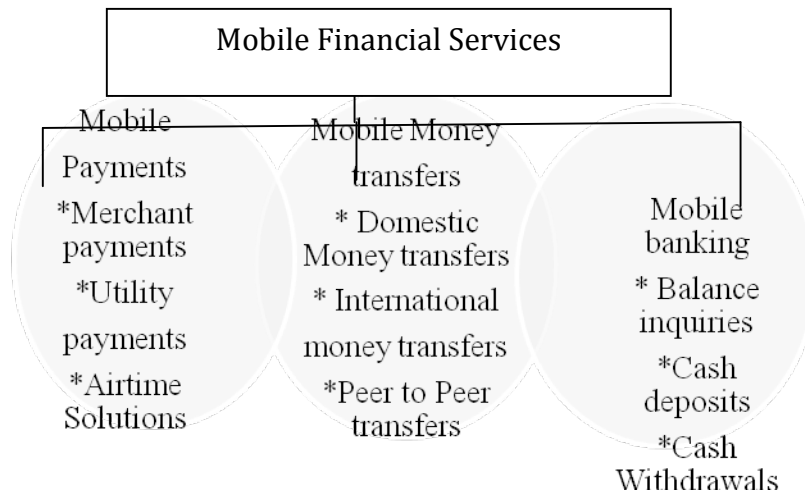 Mobile Financial Services
Mobile
Payments
*Merchant
payments
*Utility
payments
*Airtime
Solutions
Mobile Money
transfers
* Domestic
Money transfers
* International
money transfers
*Peer to Peer
transfers
Mobile
banking
* Balance
inquiries
*Cash
deposits
*Cash
Withdrawals